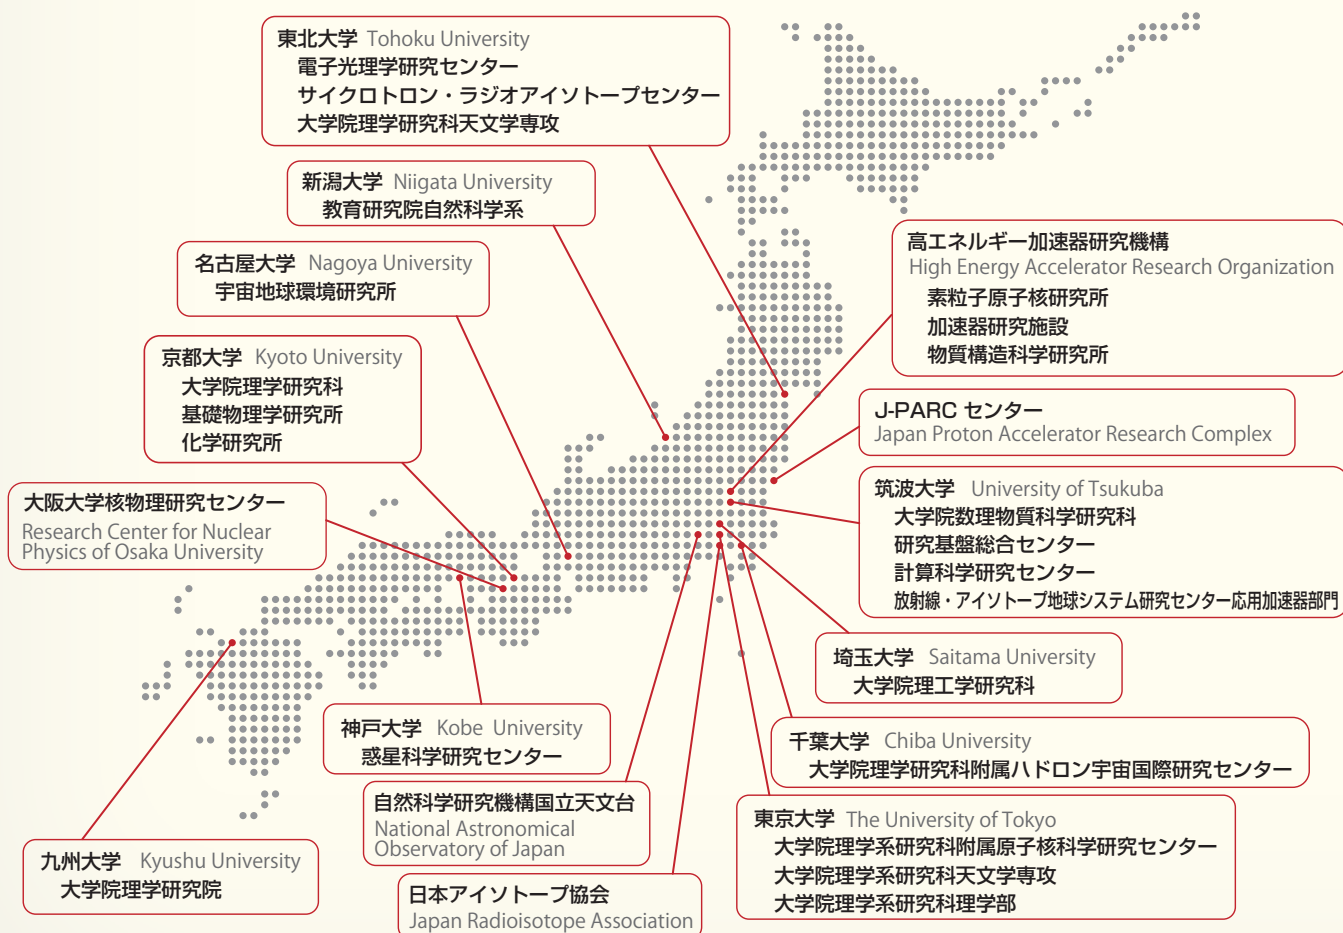 東北大学 Tohoku University
電子光理学研究センター
サイクロトロン・ラジオアイソトープセンター
大学院理学研究科天文学専攻
新潟大学 Niigata University
教育研究院自然科学系
名古屋大学 Nagoya University
宇宙地球環境研究所
京都大学 Kyoto University
大学院理学研究科
基礎物理学研究所
化学研究所
大阪大学核物理研究センター
Research Center for Nuclear
Physics of Osaka University
高エネルギー加速器研究機構
High Energy Accelerator Research Organization
素粒子原子核研究所
加速器研究施設
物質構造科学研究所
J-PARC センター
Japan Proton Accelerator Research Complex
筑波大学 University of Tsukuba
大学院数理物質科学研究科
研究基盤総合センター
計算科学研究センター
放射線・アイソトープ地球システム研究センター応用加速器部門
埼玉大学 Saitama University
大学院理工学研究科
千葉大学 Chiba University
大学院理学研究科附属ハドロン宇宙国際研究センター
東京大学 The University of Tokyo
大学院理学系研究科附属原子核科学研究センター
大学院理学系研究科天文学専攻
大学院理学系研究科理学部
神戸大学 Kobe University
惑星科学研究センター
自然科学研究機構国立天文台
National Astronomical
Observatory of Japan
日本アイソトープ協会
Japan Radioisotope Association
九州大学 Kyushu University
大学院理学研究院